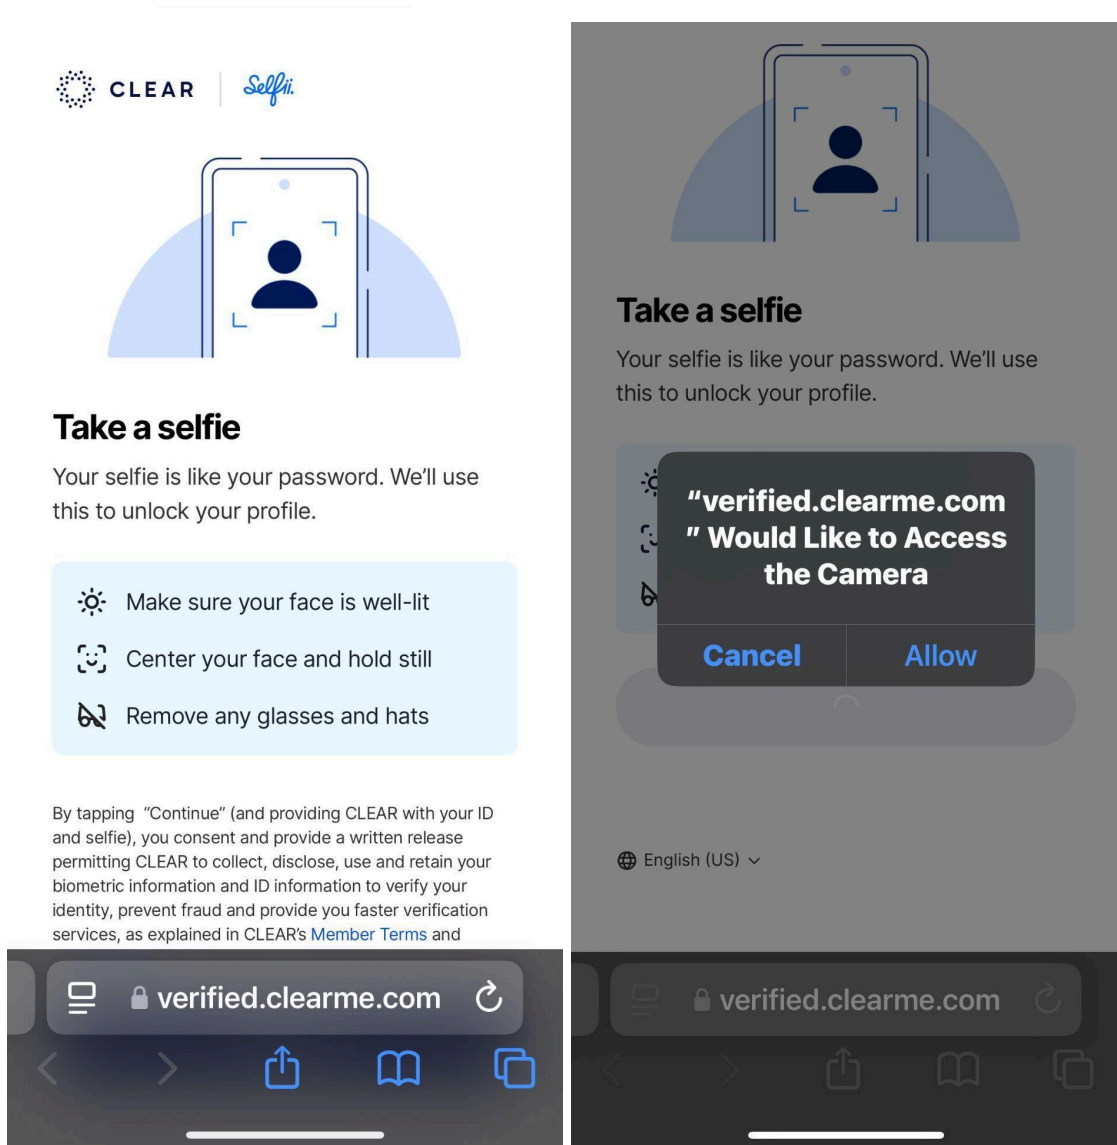 CLEAR
Selfii.
Take a selfie
Your selfie is like your password. We’ll use
this to unlock your profile.
Make sure your face is well-lit
Center your face and hold still
Remove any glasses and hats
By tapping “Continue” (and providing CLEAR with your ID
and selfie), you consent and provide a written release
permitting CLEAR to collect, disclose, use and retain your
biometric information and ID information to verify your
identity, prevent fraud and provide you faster verification
services, as explained in CLEAR’s Member Terms and
verified.clearme.com
Take a selfie
Your selfie is like your password. We’ll use
this to unlock your profile.
“verified.clearme.com
” Would Like to Access
the Camera
Cancel
Allow
English (US)
verified.clearme.com